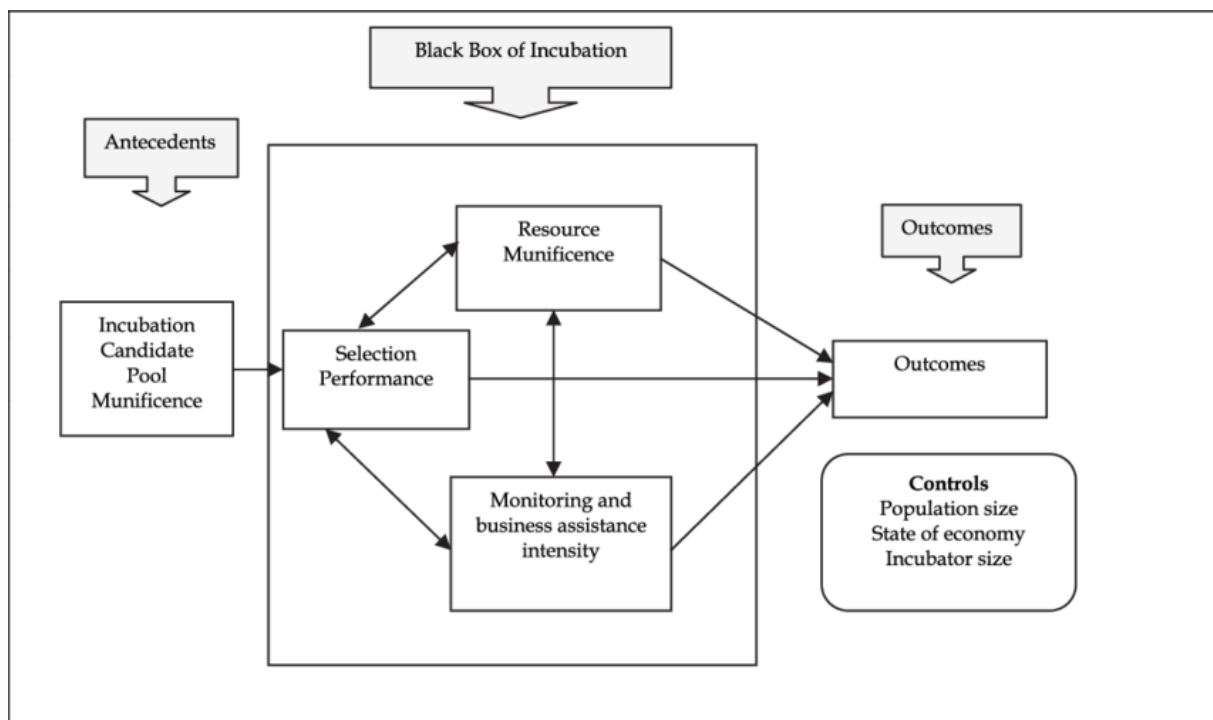 Black Box of Incubation
Antecedents
Resource
Munificence
Outcomes
Incubation
Candidate
Pool
Munificence
Selection
Performance
Outcomes
Monitoring and
business assistance
intensity
Controls
Population size
State of economy
Incubator size